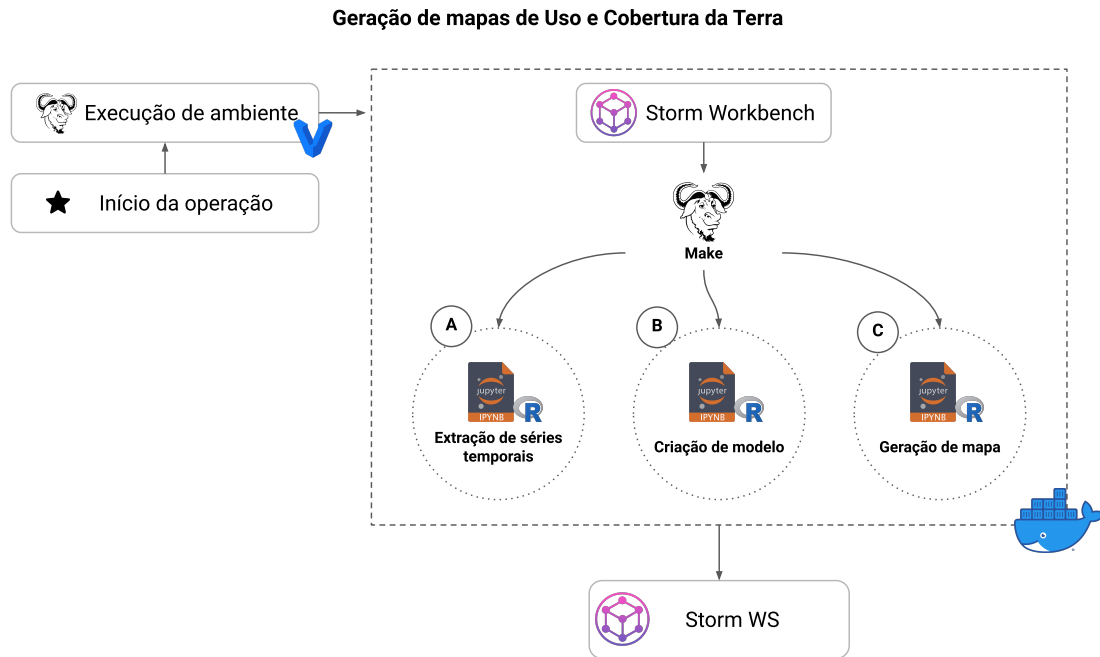 Geração de mapas de Uso e Cobertura da Terra
Execução de ambiente
Início da operação
Storm Workbench
Make
A
B
C
jupyter
IPYNB
R
jupyter
IPYNB
R
jupyter
IPYNB
R
Extração de séries
temporais
Criação de modelo
Geração de mapa
Storm WS